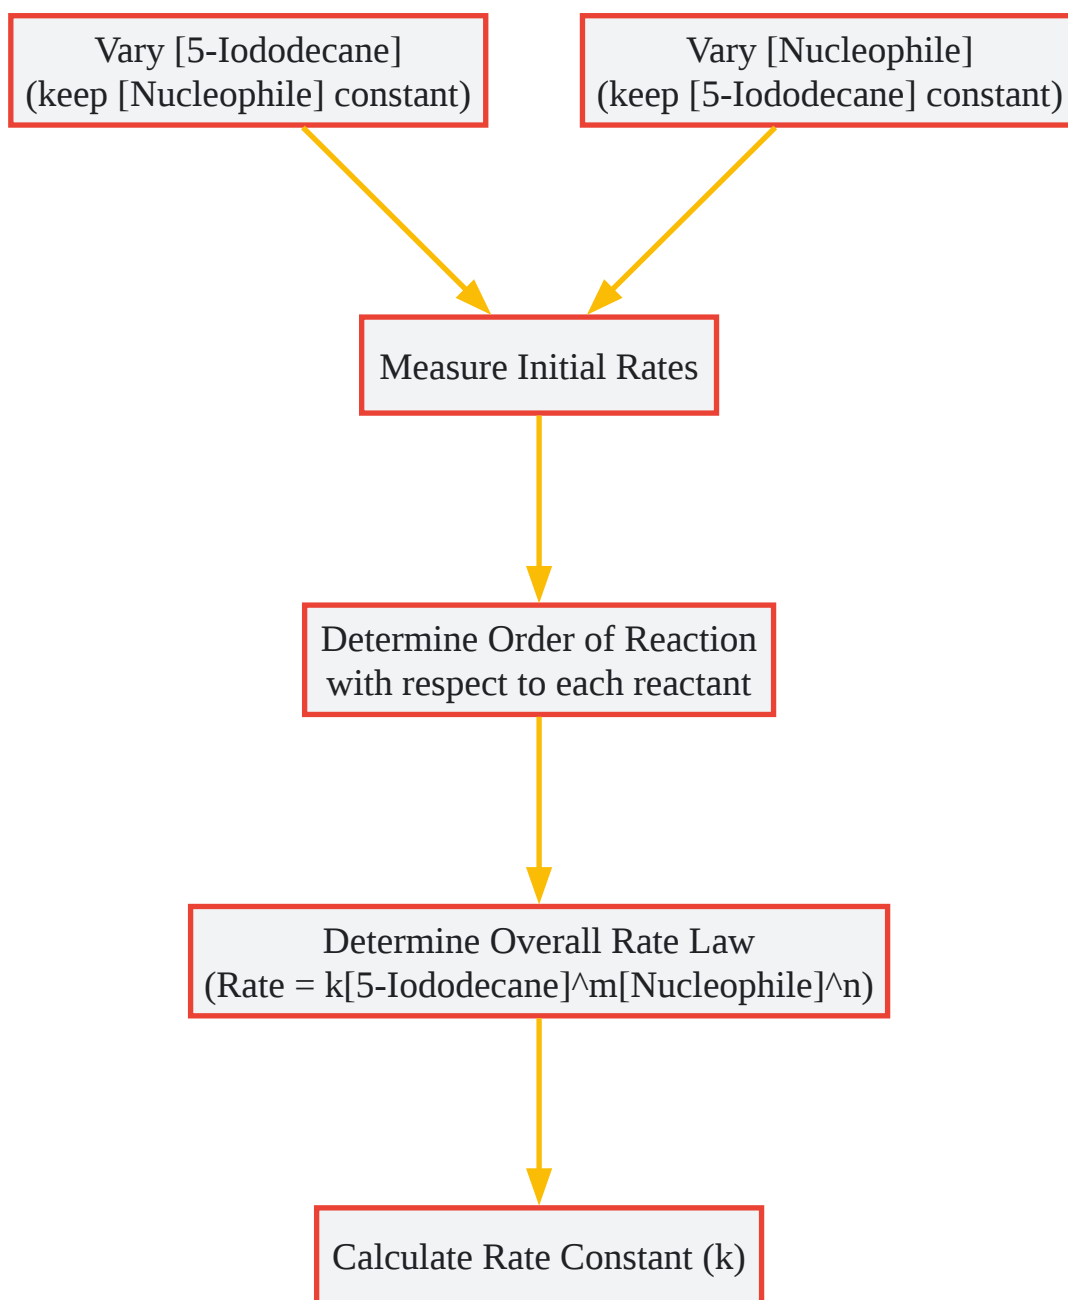 Vary [5-Iododecane]
(keep [Nucleophile] constant)
Vary [Nucleophile]
(keep [5-Iododecane] constant)
Measure Initial Rates
Determine Order of Reaction
with respect to each reactant
Determine Overall Rate Law
(Rate = k[5-Iododecane]^m[Nucleophile]^n)
Calculate Rate Constant (k)